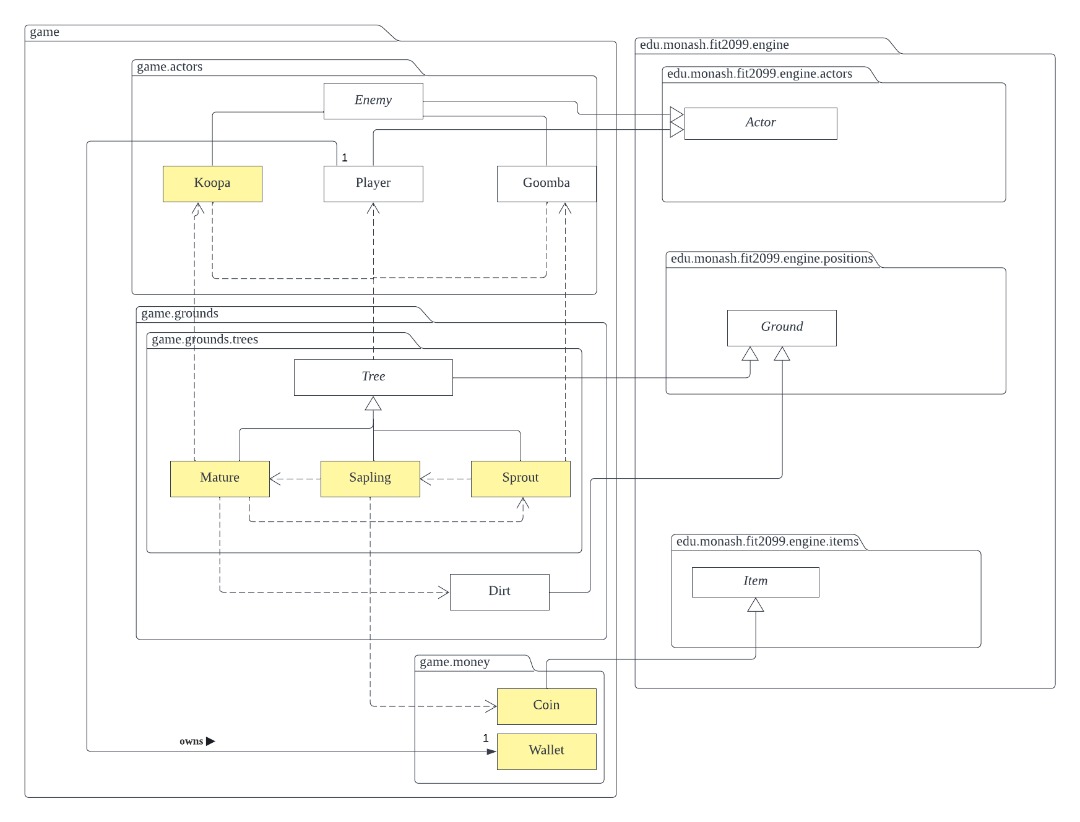 game
edu.monash.fit2099.engine
game.actors
edu.monash.fit2099.engine.actors
Enemy
Actor
1
Koopa
Player
Goomba
edu.monash.fit2099.engine.positions
game.grounds
Ground
game.grounds.trees
Tree
Mature
Sapling
Sprout
edu.monash.fit2099.engine.items
Item
Dirt
game.money
Coin
owns ▶
1
Wallet